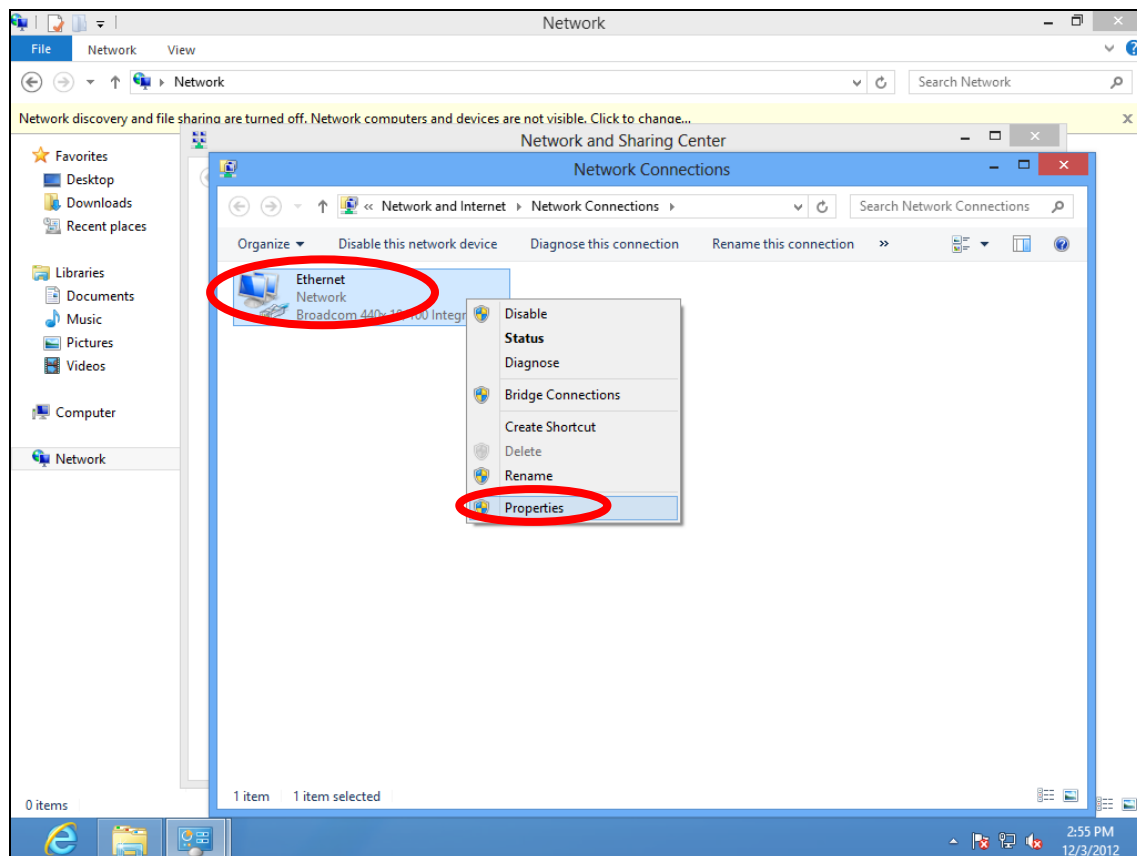 Network
File Network View
Network
Search Network
Network discovery and file sharing are turned off. Network computers and devices are not visible. Click to change...
Network and Sharing Center
Network Connections
« Network and Internet Network Connections
Search Network Connections
Organize Disable this network device Diagnose this connection Rename this connection »
Favorites
Desktop
Downloads
Recent places
Libraries
Documents
Music
Pictures
Videos
Computer
Network
Ethernet
Network
Broadcom 440x 10/100 Integr
Disable
Status
Diagnose
Bridge Connections
Create Shortcut
Delete
Rename
Properties
1 item 1 item selected
0 items
2:55 PM
12/3/2012